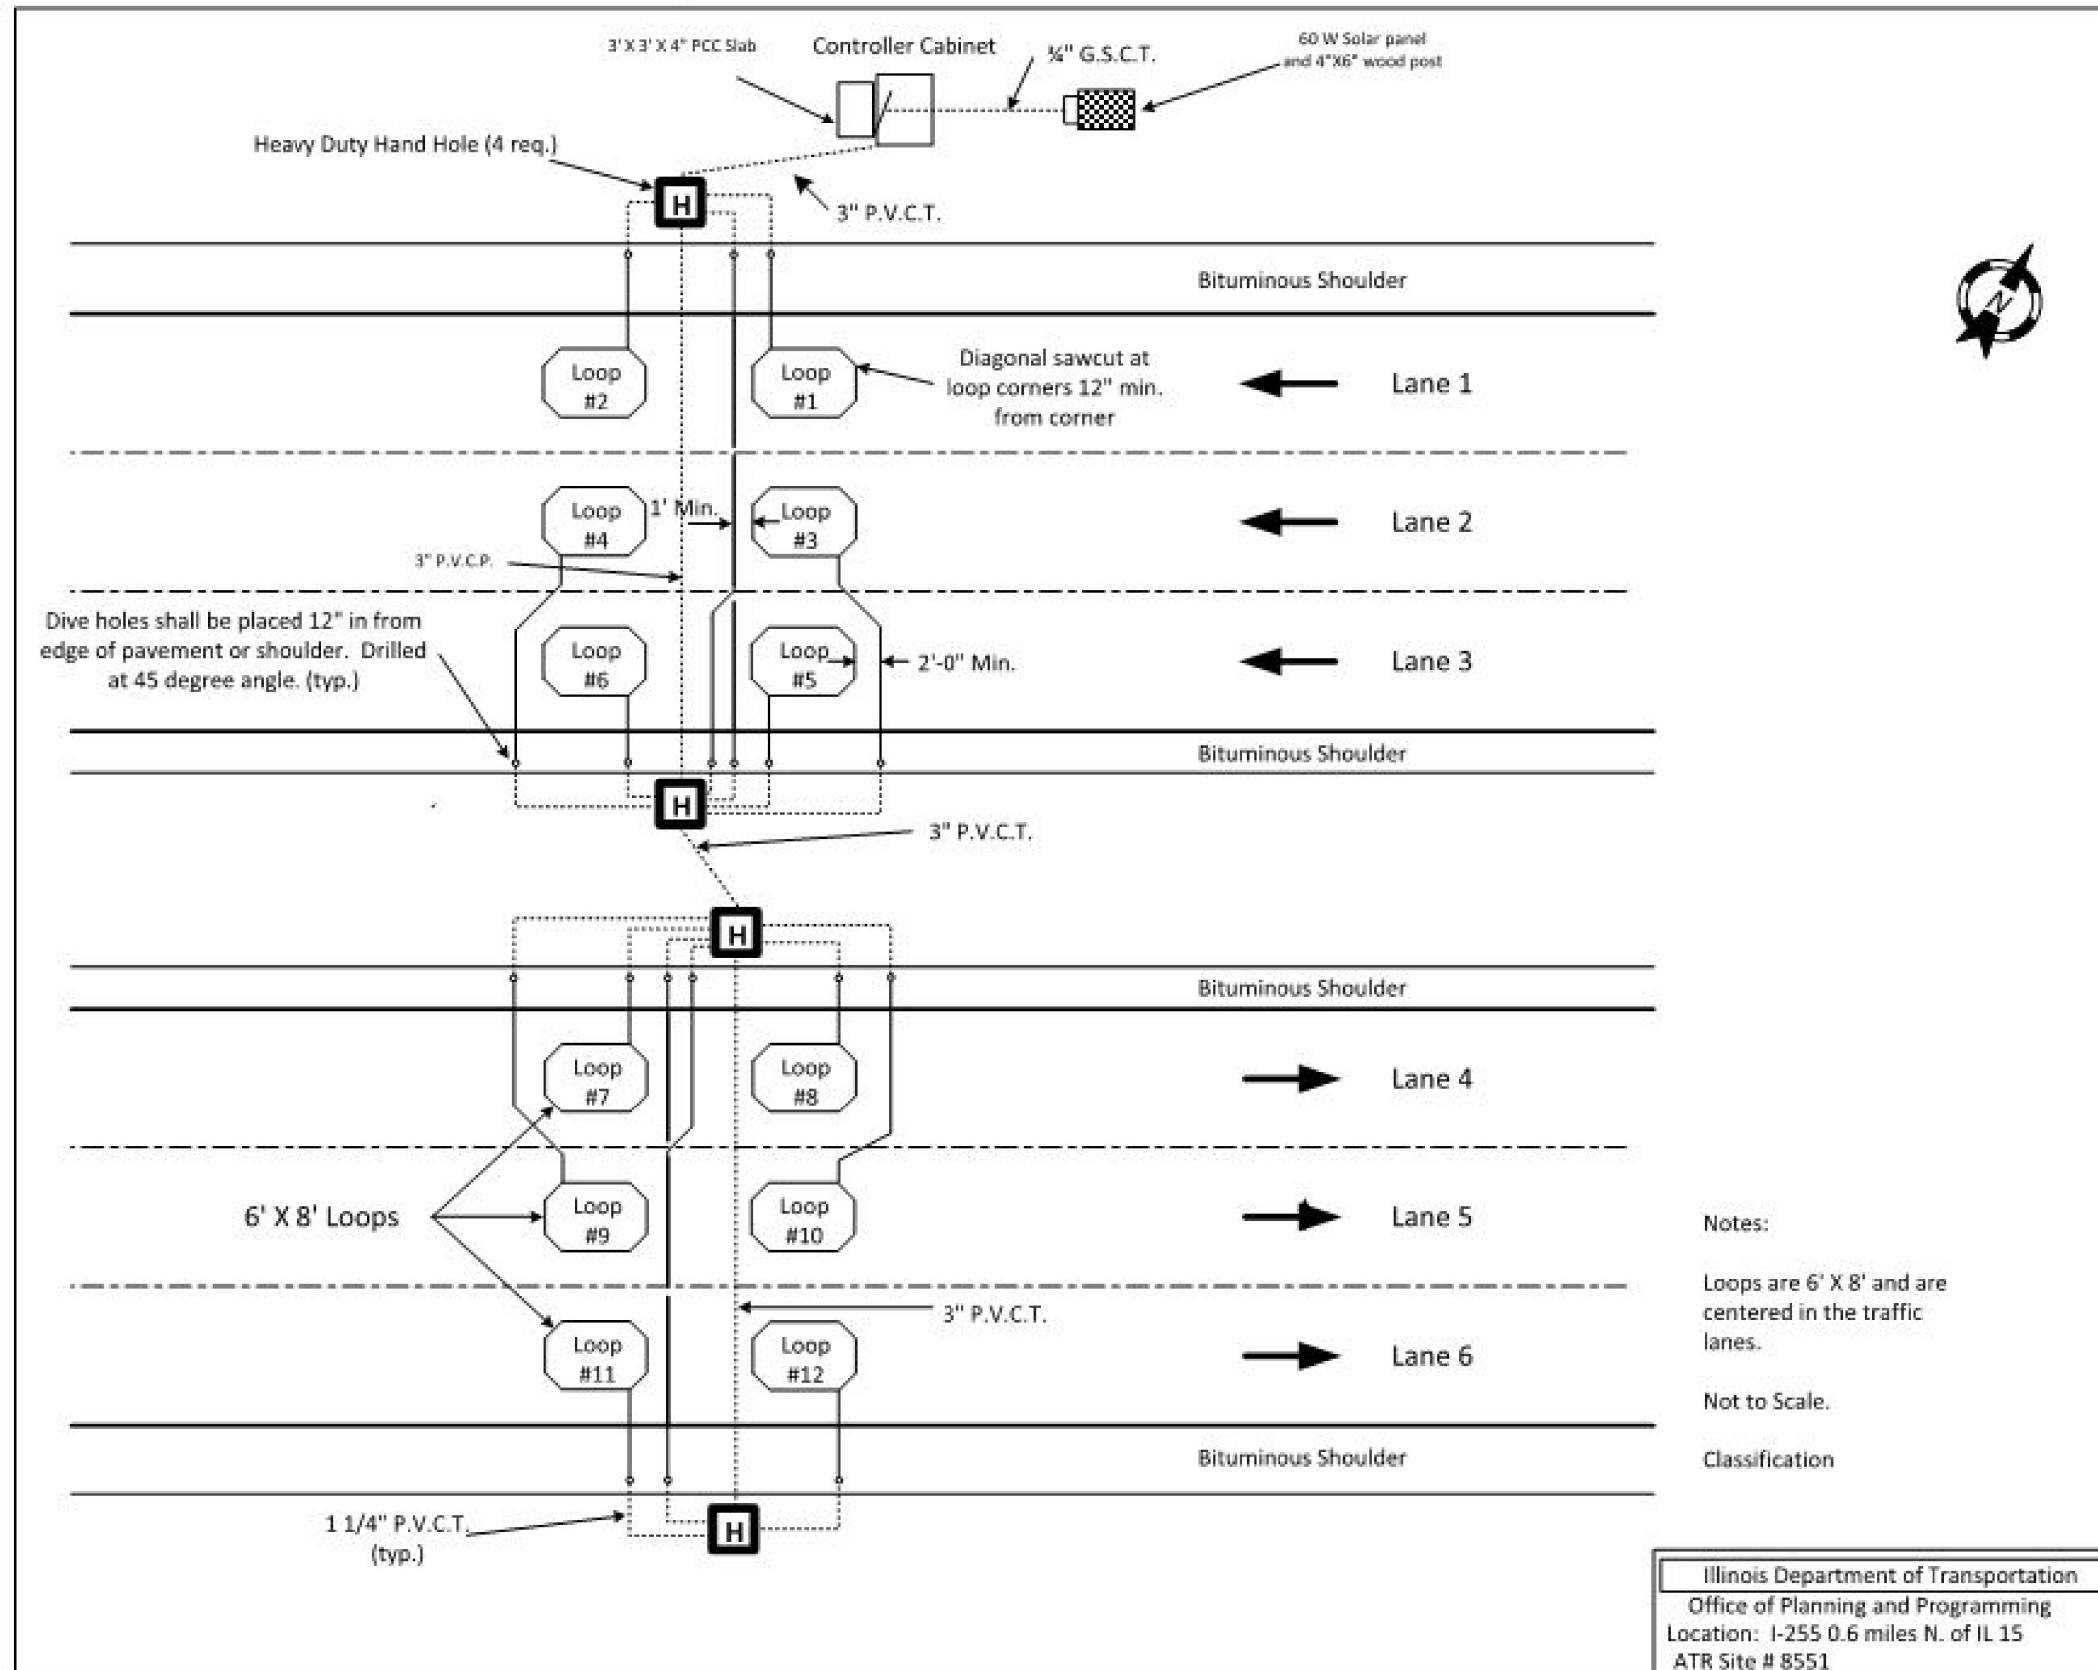 3' X 3' X 4" PCC Slab
Controller Cabinet
¾" G.S.C.T.
60 W Solar panel
and 4"X6" wood post
Heavy Duty Hand Hole (4 req.)
H
3" P.V.C.T.
Bituminous Shoulder
N
Loop
#2
Loop
#1
Diagonal sawcut at
loop corners 12" min.
from corner
Lane 1
Loop
#4
1' Min.
Loop
#3
Lane 2
3" P.V.C.P.
Dive holes shall be placed 12" in from
edge of pavement or shoulder.  Drilled
at 45 degree angle. (typ.)
Loop
#6
Loop
#5
2'-0" Min.
Lane 3
Bituminous Shoulder
H
3" P.V.C.T.
H
Bituminous Shoulder
Loop
#7
Loop
#8
Lane 4
6' X 8' Loops
Loop
#9
Loop
#10
Lane 5
Notes:
Loops are 6' X 8' and are
centered in the traffic
lanes.
Not to Scale.
Classification
3" P.V.C.T.
Loop
#11
Loop
#12
Lane 6
Bituminous Shoulder
1 1/4" P.V.C.T.
(typ.)
H
Illinois Department of Transportation
Office of Planning and Programming
Location:  I-255 0.6 miles N. of IL 15
ATR Site # 8551